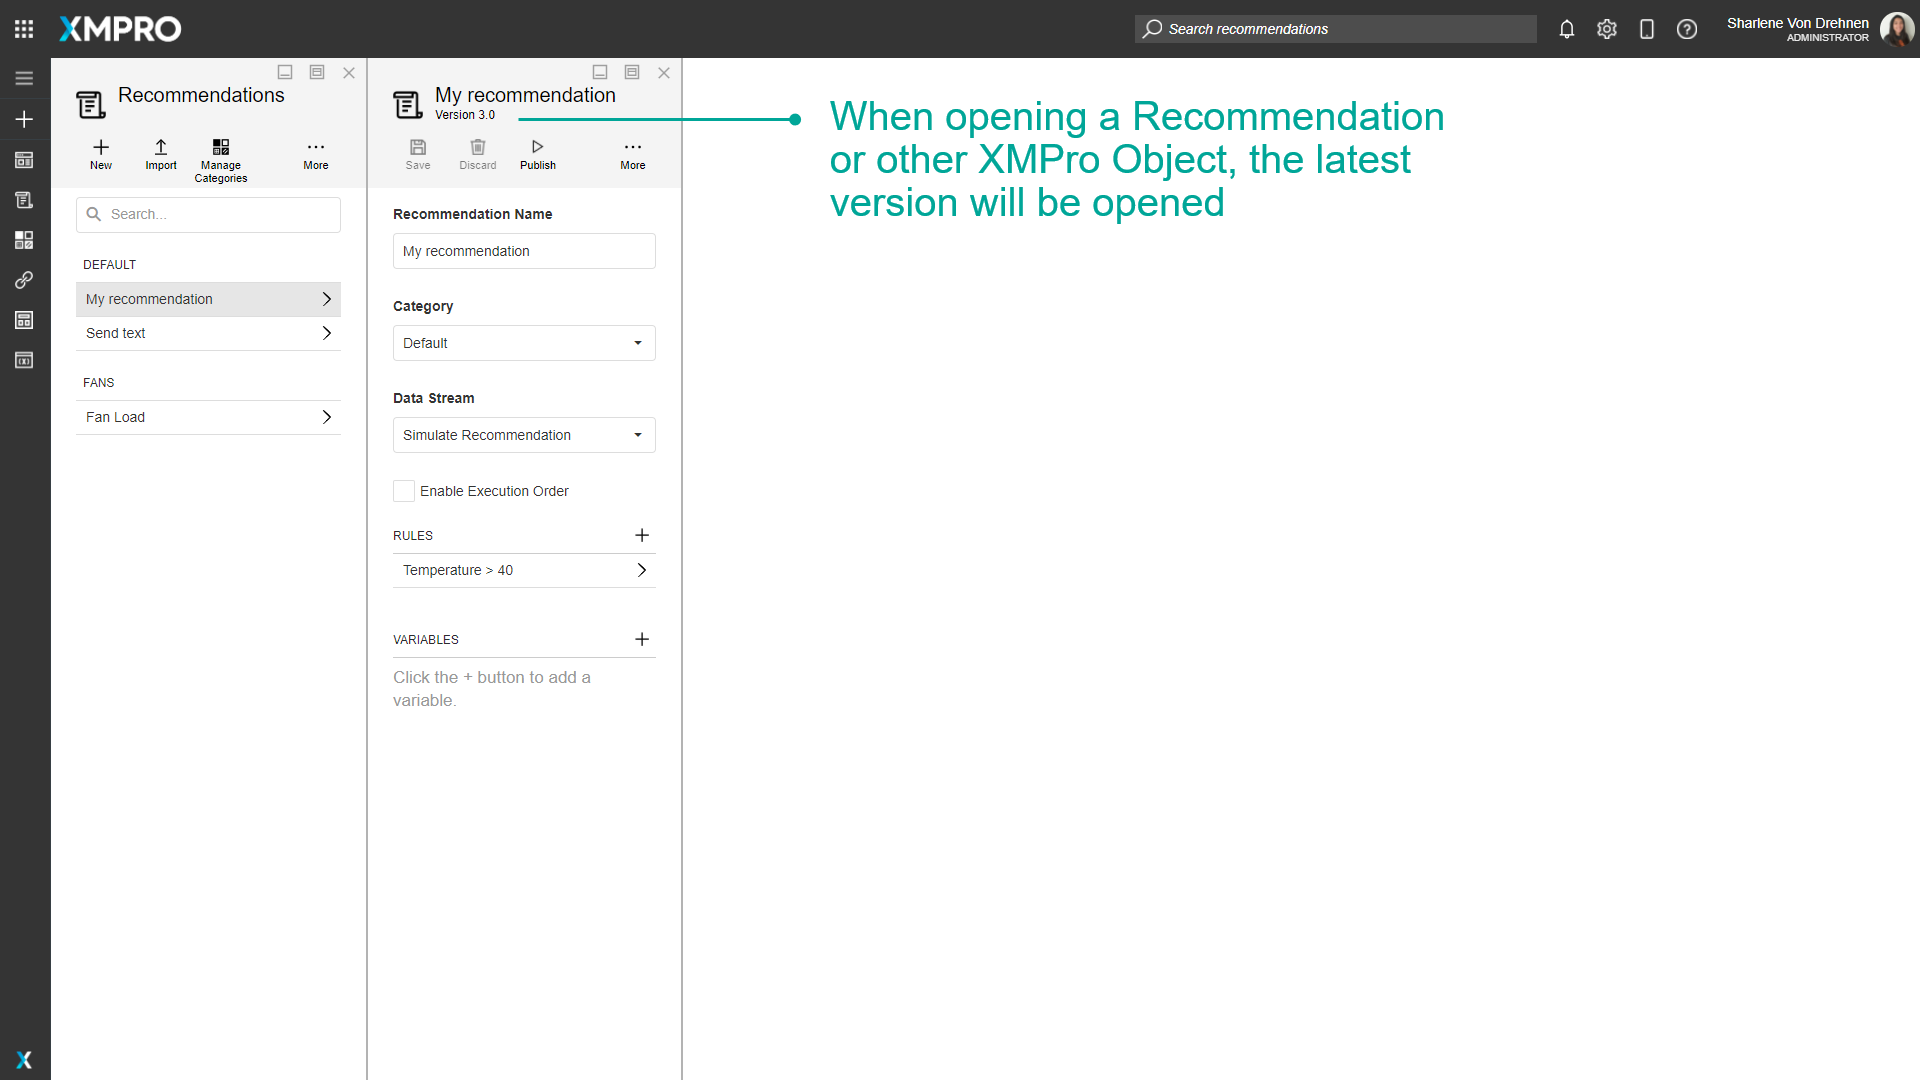 XMPRO
Search recommendations
Sharlene Von Drehnen
ADMINISTRATOR
Recommendations
New
Import
Manage
Categories
More
Search...
DEFAULT
My recommendation
Send text
FANS
Fan Load
My recommendation
Version 3.0
Save
Discard
Publish
More
Recommendation Name
My recommendation
Category
Default
Data Stream
Simulate Recommendation
Enable Execution Order
RULES
Temperature > 40
VARIABLES
Click the + button to add a
variable.
When opening a Recommendation
or other XMPro Object, the latest
version will be opened